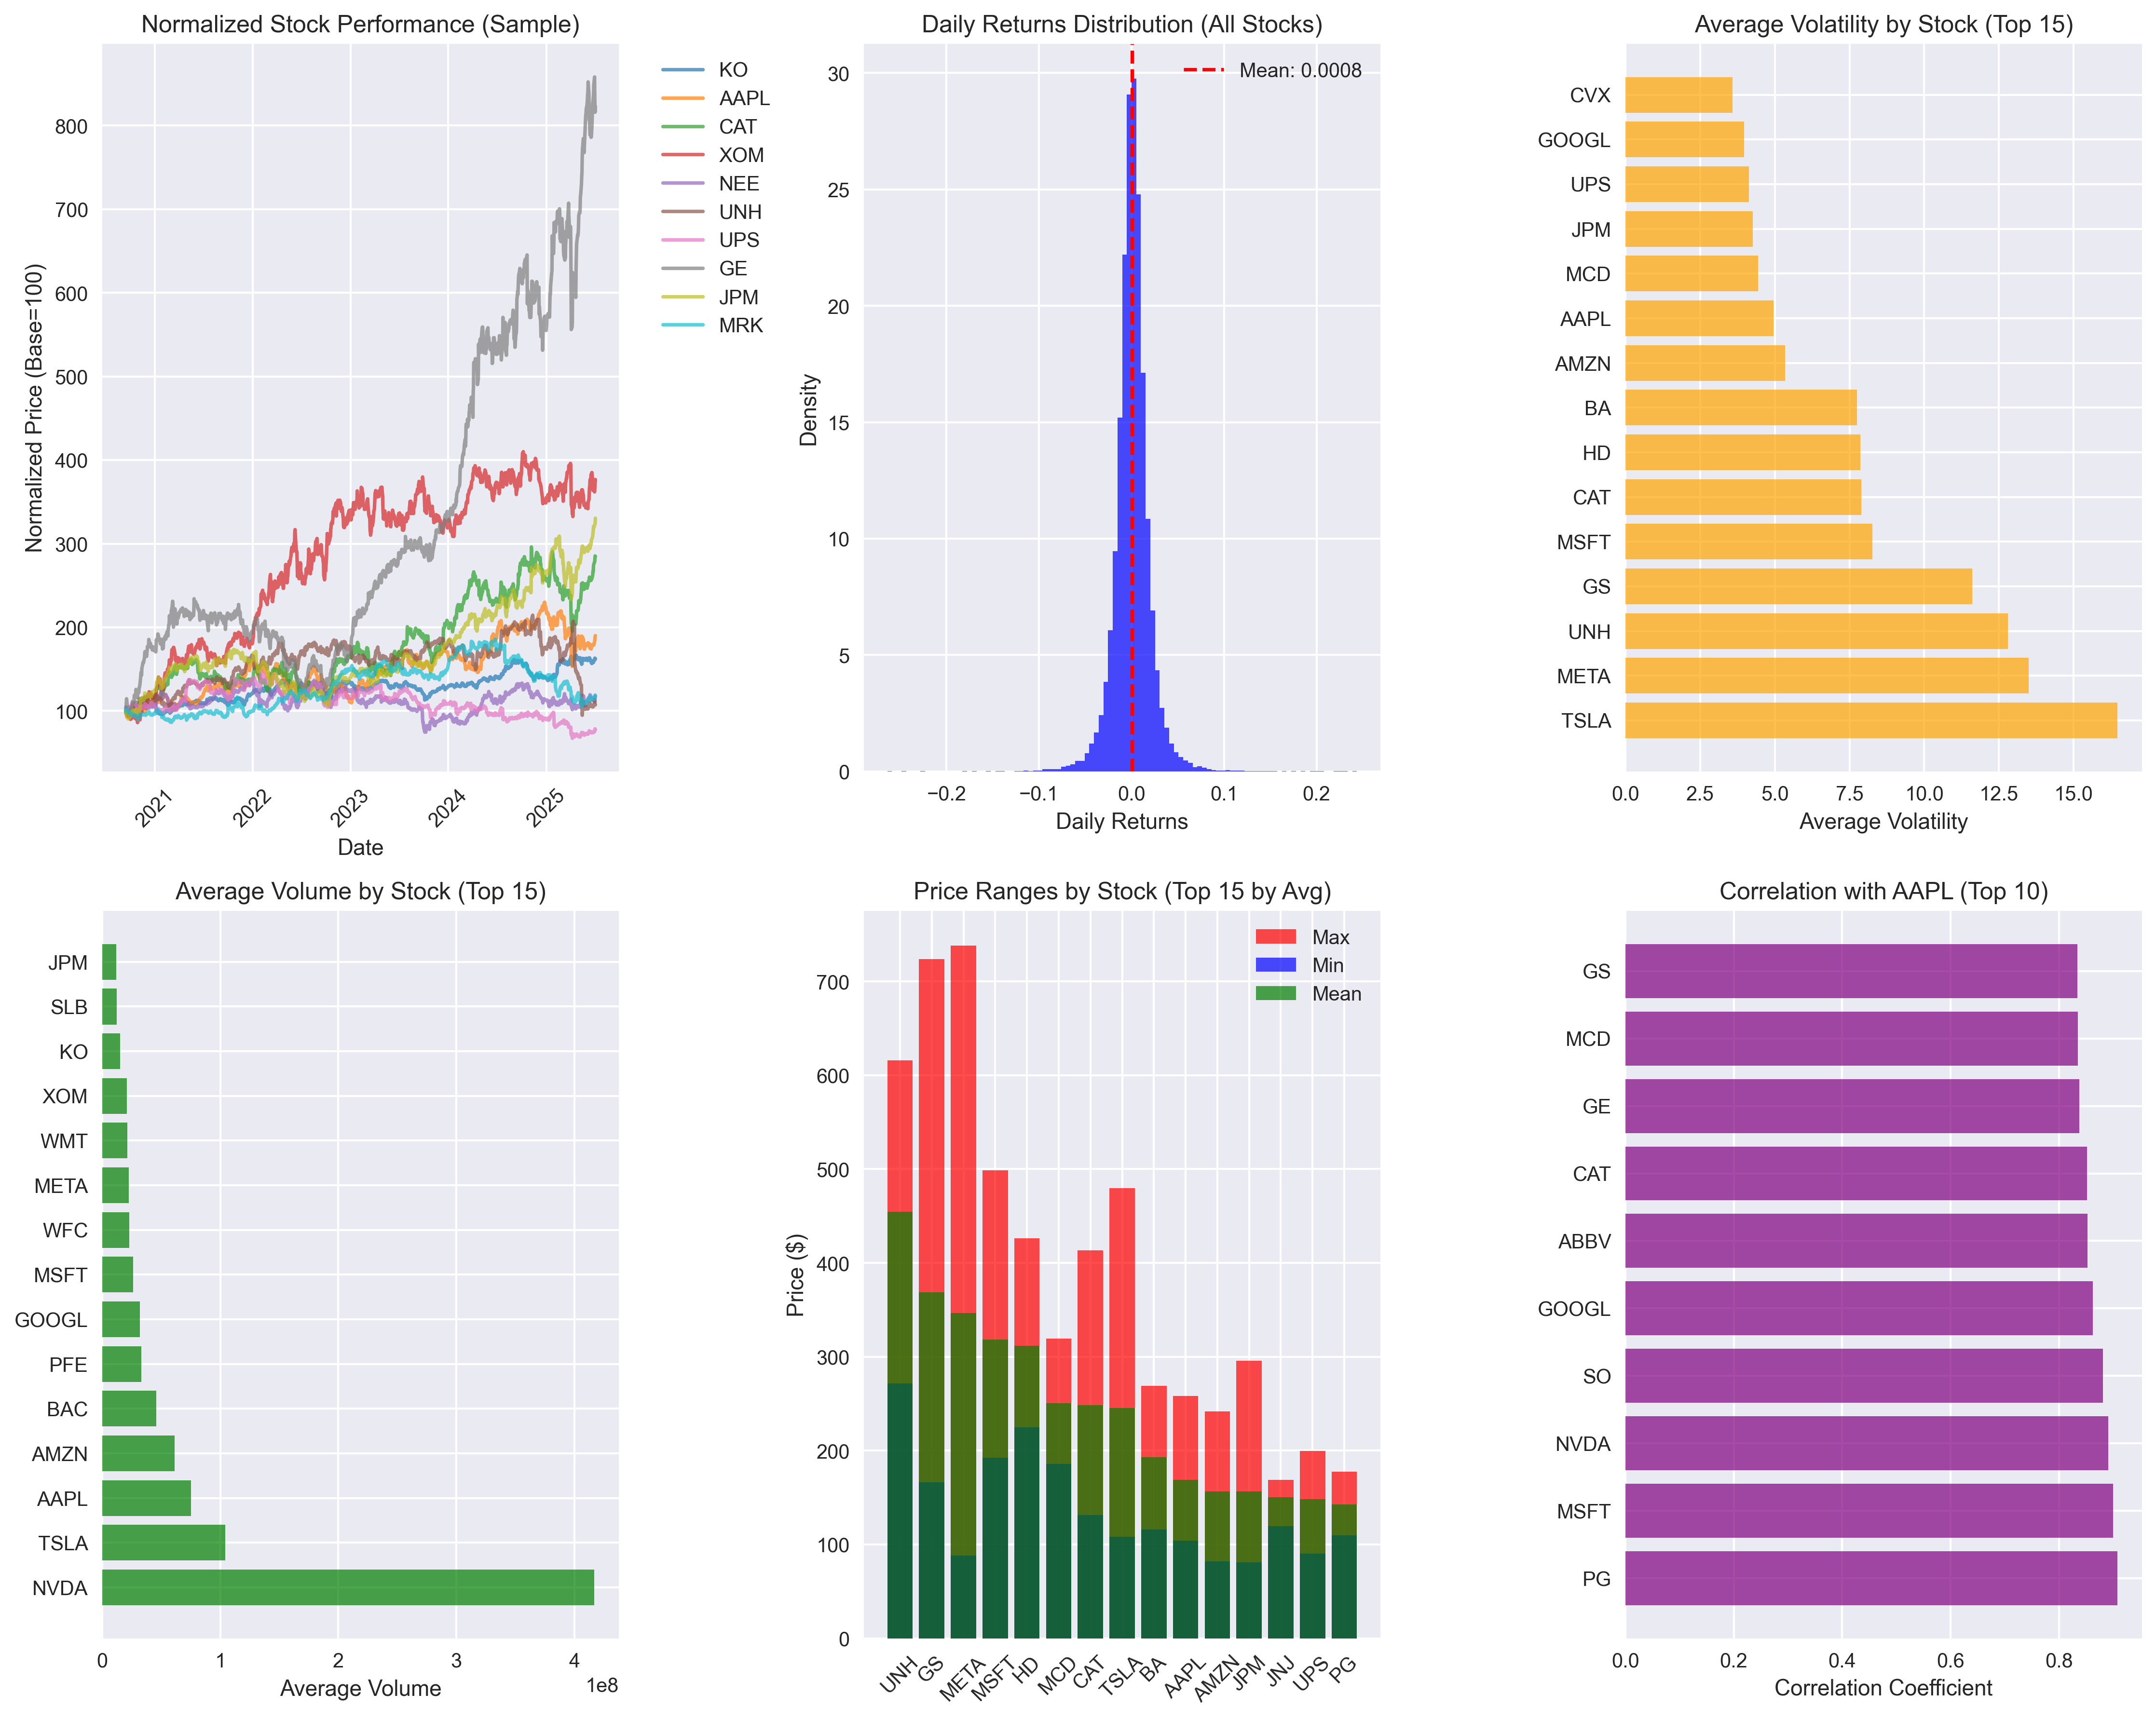 Normalized Stock Performance (Sample)
Normalized Price (Base=100)
800
700
600
500
400
300
200
100
2021
2022
2023
2024
2025
Date
KO
AAPL
CAT
XOM
NEE
UNH
UPS
GE
JPM
MRK
Daily Returns Distribution (All Stocks)
Mean: 0.0008
Density
30
25
20
15
10
5
0
−0.2
−0.1
0.0
0.1
0.2
Daily Returns
Average Volatility by Stock (Top 15)
CVX
GOOGL
UPS
JPM
MCD
AAPL
AMZN
BA
HD
CAT
MSFT
GS
UNH
META
TSLA
0.0
2.5
5.0
7.5
10.0
12.5
15.0
Average Volatility
Average Volume by Stock (Top 15)
JPM
SLB
KO
XOM
WMT
META
WFC
MSFT
GOOGL
PFE
BAC
AMZN
AAPL
TSLA
NVDA
0
1
2
3
4
1e8
Average Volume
Price Ranges by Stock (Top 15 by Avg)
Max
Min
Mean
Price ($)
700
600
500
400
300
200
100
0
UNH
GS
META
MSFT
HD
MCD
CAT
TSLA
BA
AAPL
AMZN
JPM
JNJ
UPS
PG
Correlation with AAPL (Top 10)
GS
MCD
GE
CAT
ABBV
GOOGL
SO
NVDA
MSFT
PG
0.0
0.2
0.4
0.6
0.8
Correlation Coefficient